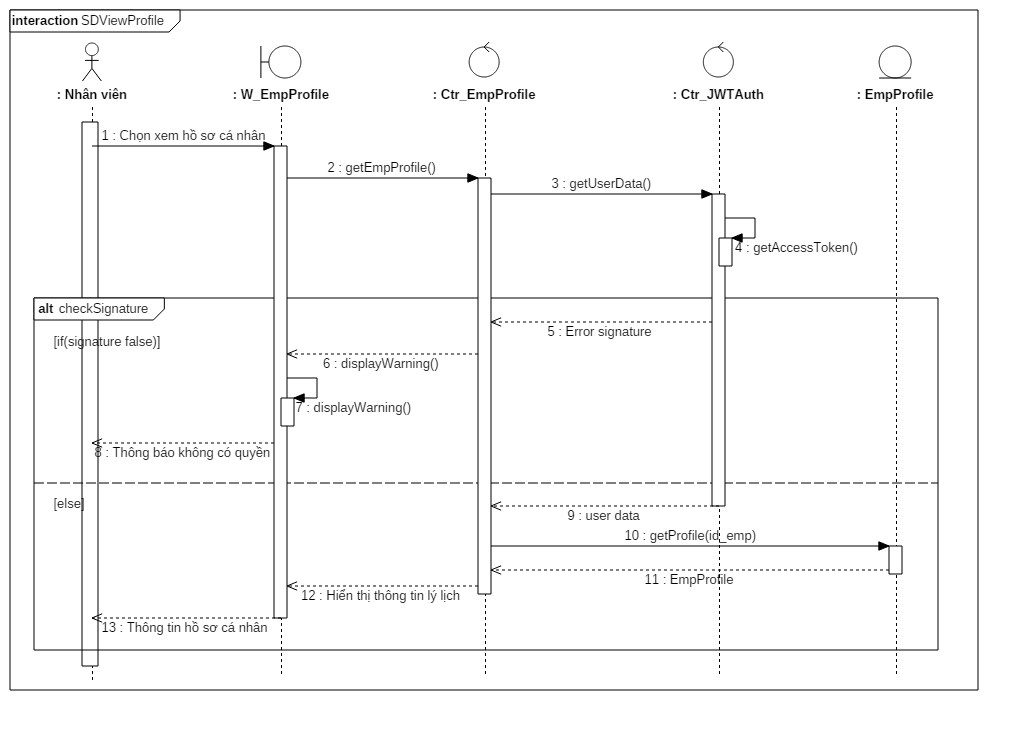 interaction SDViewProfile
: Nhân viên
: W_EmpProfile
: Ctr_EmpProfile
: Ctr_JWTAuth
: EmpProfile
1 : Chọn xem hồ sơ cá nhân
2 : getEmpProfile()
3 : getUserData()
4 : getAccessToken()
alt checkSignature
5 : Error signature
[if(signature false)]
6 : displayWarning()
7 : displayWarning()
8 : Thông báo không có quyền
[else]
9 : user data
10 : getProfile(id_emp)
11 : EmpProfile
12 : Hiển thị thông tin lý lịch
13 : Thông tin hồ sơ cá nhân